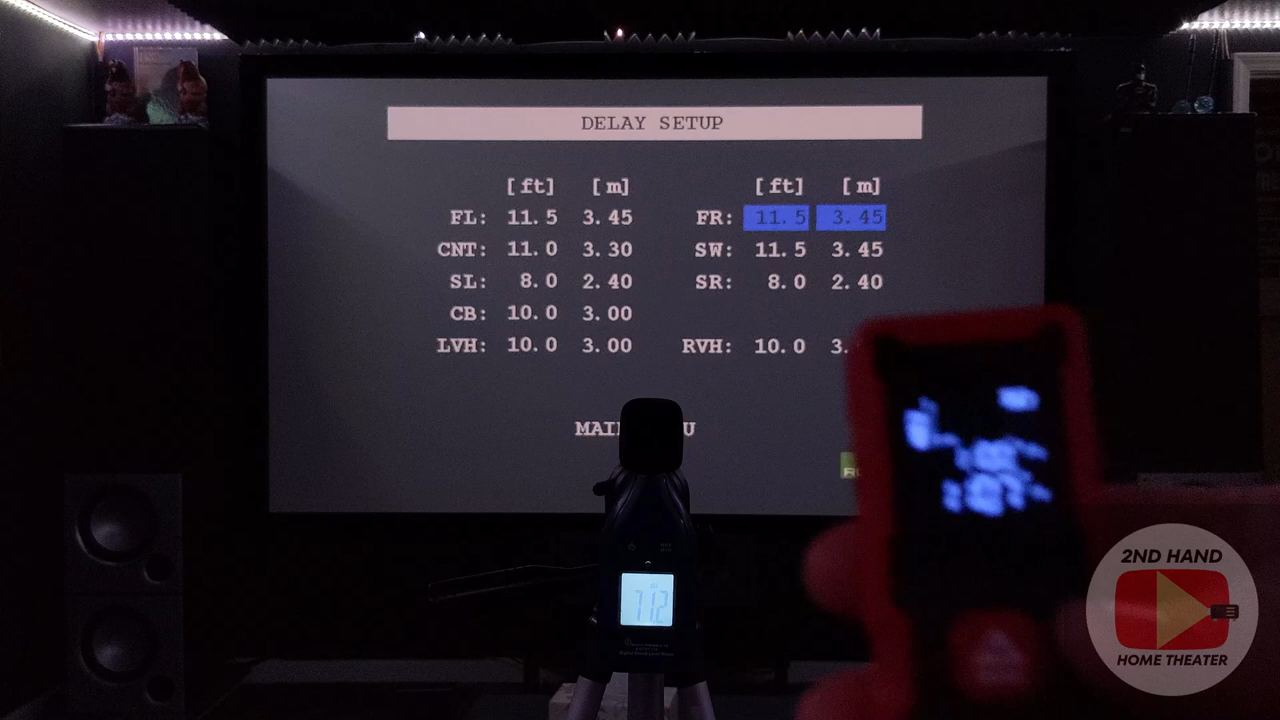 DELAY SETUP
[ft] [m] [ft] [m]
FL: 11.5 3.45 FR: 11.5 3.45
CNT: 11.0 3.30 SW: 11.5 3.45
SL: 8.0 2.40 SR: 8.0 2.40
CB: 10.0 3.00
LVH: 10.0 3.00 RVH: 10.0 3.
MAI U
71.2
2ND HAND
HOME THEATER